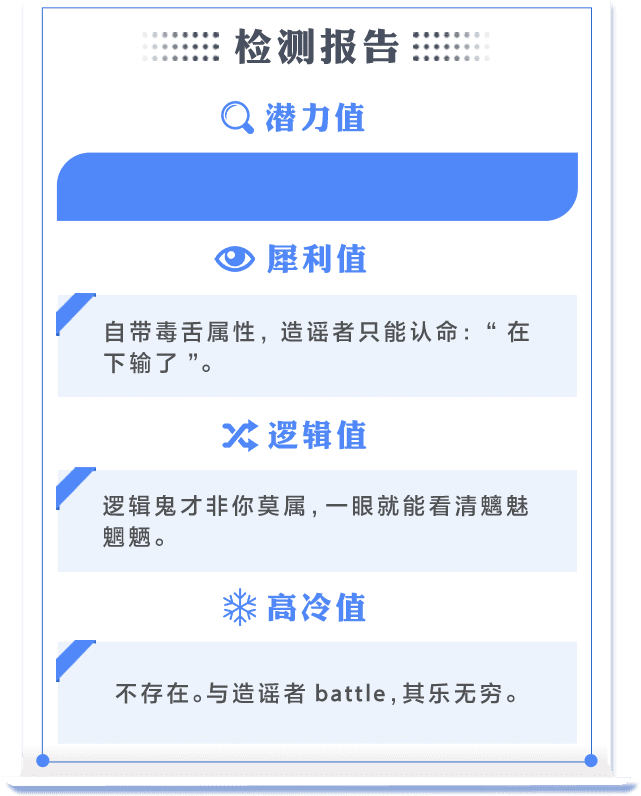 检测报告
潜力值
犀利值
自带毒舌属性，造谣者只能认命：“在
下输了”。
逻辑值
逻辑鬼才非你莫属，一眼就能看清魑魅
魍魉。
高冷值
不存在。与造谣者 battle，其乐无穷。